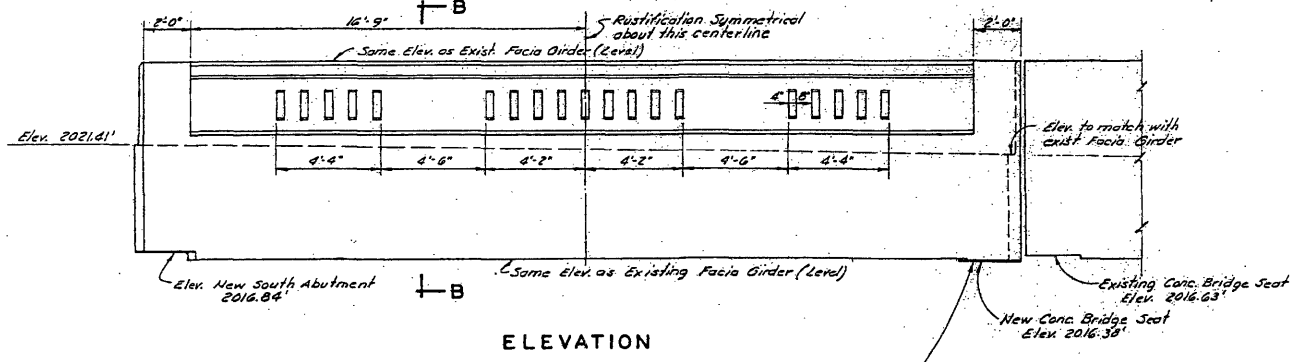 B
2'-0"
16'-9"
Rustification Symmetrical
about this centerline
2'-0"
Same Elev. as Exist. Facia Girder (Level)
4" 8"
Elev. 2021.41'
Elev. to match with
exist Facia Girder
4'-4" 4'-6" 4'-2" 4'-2" 4'-6" 4'-4"
Elev. New South Abutment
2016.84'
B
Same Elev. as Existing Facia Girder (Level)
Existing Conc. Bridge Seat
Elev. 2016.63'
New Conc. Bridge Seat
Elev. 2016.38'
ELEVATION